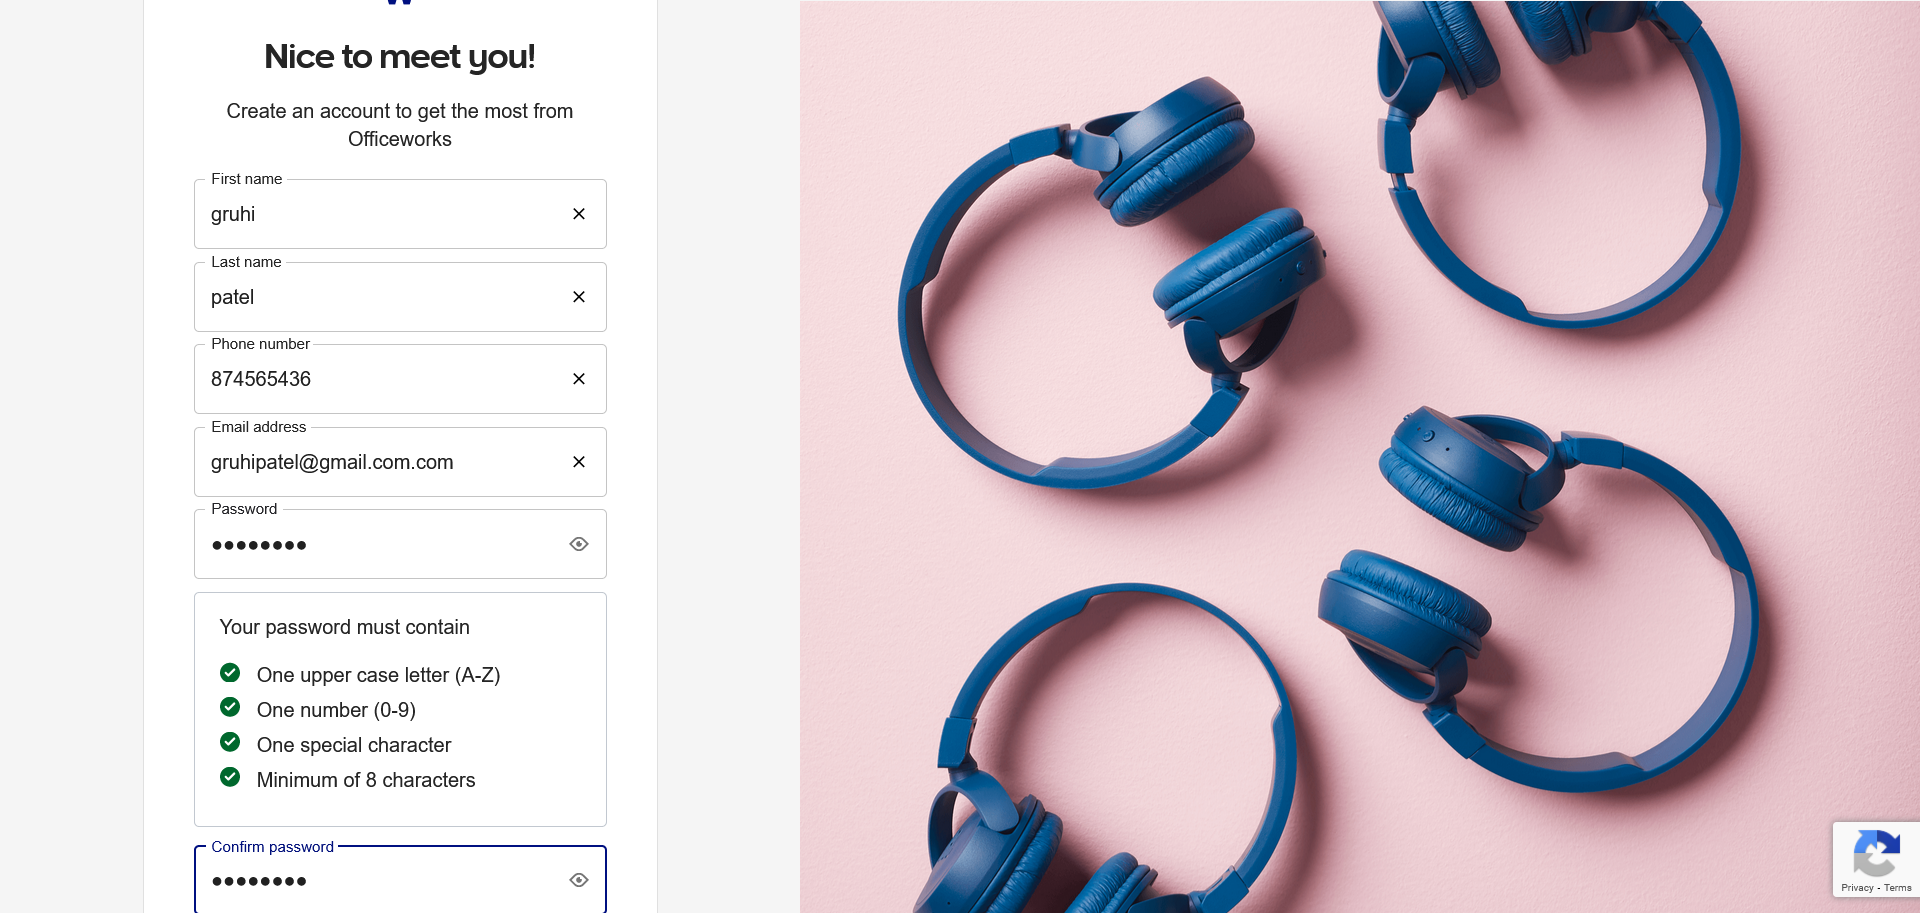 Nice to meet you!
Create an account to get the most from
Officeworks
First name
gruhi
Last name
patel
Phone number
874565436
Email address
gruhipatel@gmail.com.com
Password
●●●●●●●●
Your password must contain
One upper case letter (A-Z)
One number (0-9)
One special character
Minimum of 8 characters
Confirm password
●●●●●●●●
Privacy - Terms